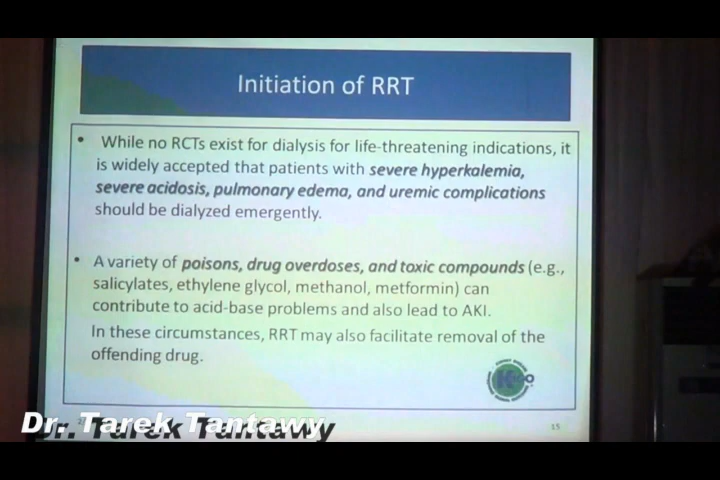 Initiation of RRT
• While no RCTs exist for dialysis for life-threatening indications, it
is widely accepted that patients with severe hyperkalemia,
severe acidosis, pulmonary edema, and uremic complications
should be dialyzed emergently.
• A variety of poisons, drug overdoses, and toxic compounds (e.g.,
salicylates, ethylene glycol, methanol, metformin) can
contribute to acid-base problems and also lead to AKI.
In these circumstances, RRT may also facilitate removal of the
offending drug.
Dr. Tarek Tantawy
15